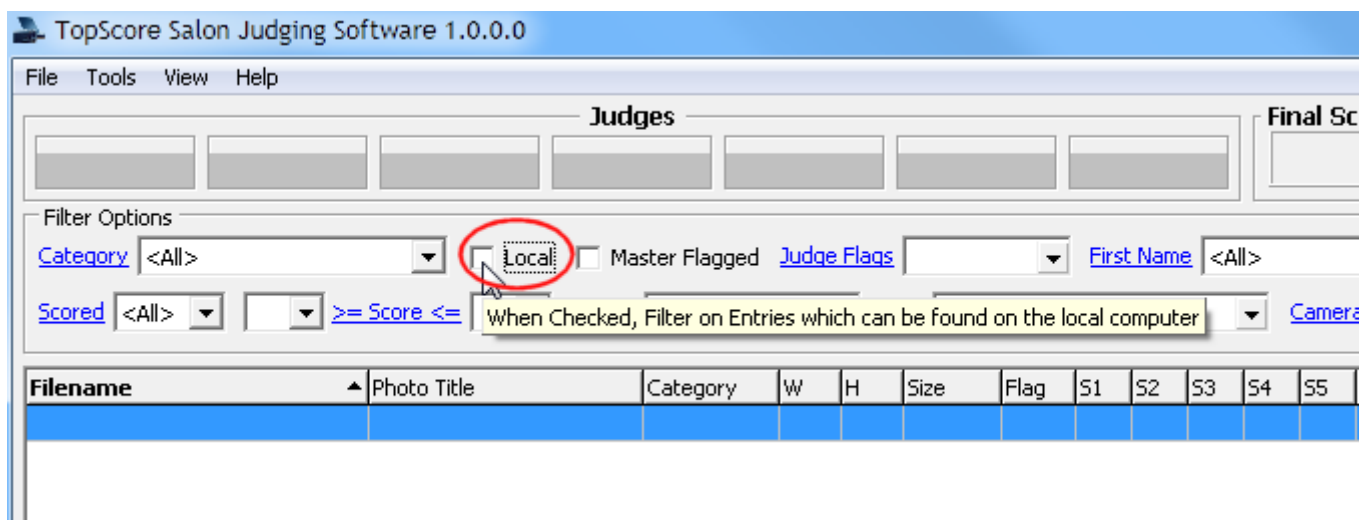 TopScore Salon Judging Software 1.0.0.0
File Tools View Help
Judges Final Sc
Filter Options
Category <All> Local Master Flagged Judge Flags First Name <All>
Scored <All> >= Score <= Camera
When Checked, Filter on Entries which can be found on the local computer
Filename Photo Title Category W H Size Flag S1 S2 S3 S4 S5